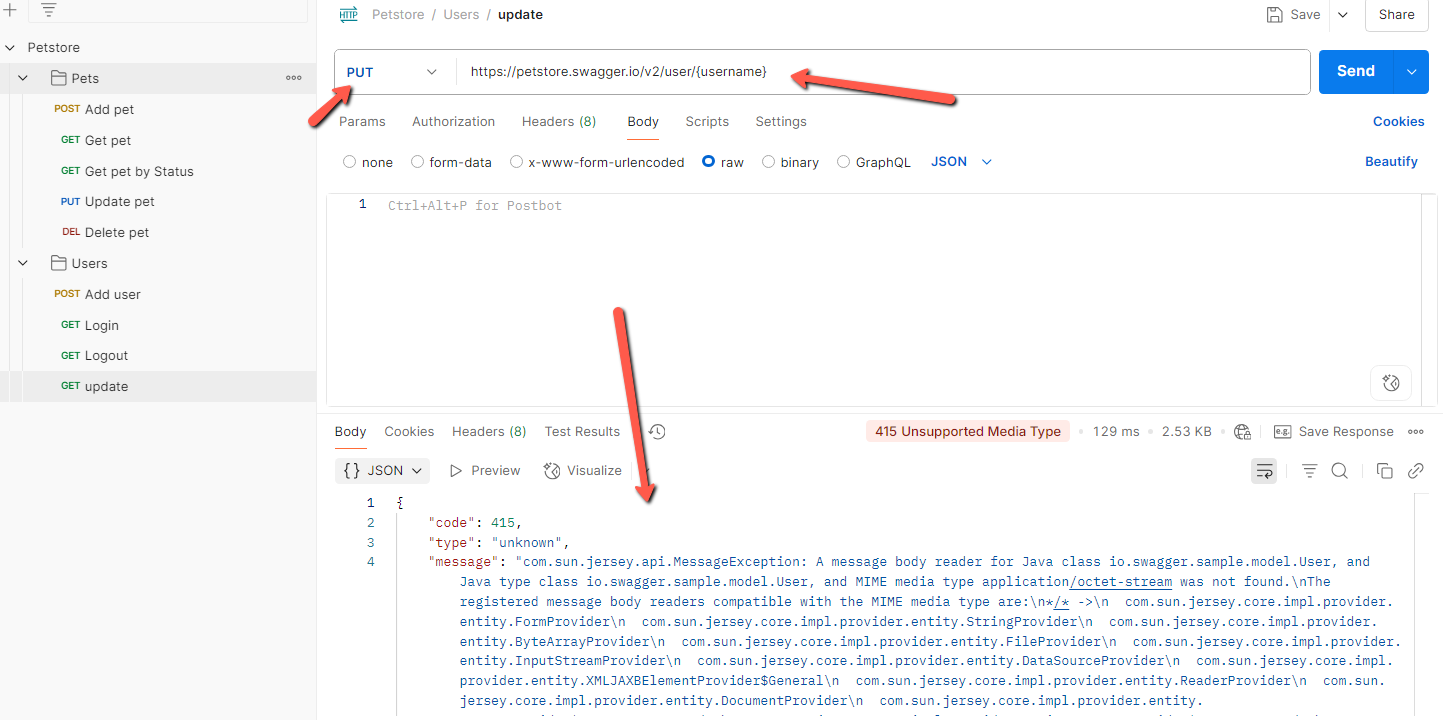 HTTP Petstore / Users / update Save Share
Petstore
Pets
POST Add pet
GET Get pet
GET Get pet by Status
PUT Update pet
DEL Delete pet
Users
POST Add user
GET Login
GET Logout
GET update
PUT https://petstore.swagger.io/v2/user/{username} Send
Params Authorization Headers (8) Body Scripts Settings Cookies
none form-data x-www-form-urlencoded raw binary GraphQL JSON Beautify
1 Ctrl+Alt+P for Postbot
Body Cookies Headers (8) Test Results 415 Unsupported Media Type 129 ms 2.53 KB e.g. Save Response
{} JSON Preview Visualize
1 {
2 "code": 415,
3 "type": "unknown",
4 "message": "com.sun.jersey.api.MessageException: A message body reader for Java class io.swagger.sample.model.User, and
Java type class io.swagger.sample.model.User, and MIME media type application/octet-stream was not found.\nThe
registered message body readers compatible with the MIME media type are:\n*/* ->\n  com.sun.jersey.core.impl.provider.
entity.FormProvider\n  com.sun.jersey.core.impl.provider.entity.StringProvider\n  com.sun.jersey.core.impl.provider.
entity.ByteArrayProvider\n  com.sun.jersey.core.impl.provider.entity.FileProvider\n  com.sun.jersey.core.impl.provider.
entity.InputStreamProvider\n  com.sun.jersey.core.impl.provider.entity.DataSourceProvider\n  com.sun.jersey.core.impl.
provider.entity.XMLJAXBElementProvider$General\n  com.sun.jersey.core.impl.provider.entity.ReaderProvider\n  com.sun.
jersey.core.impl.provider.entity.DocumentProvider\n  com.sun.jersey.core.impl.provider.entity.